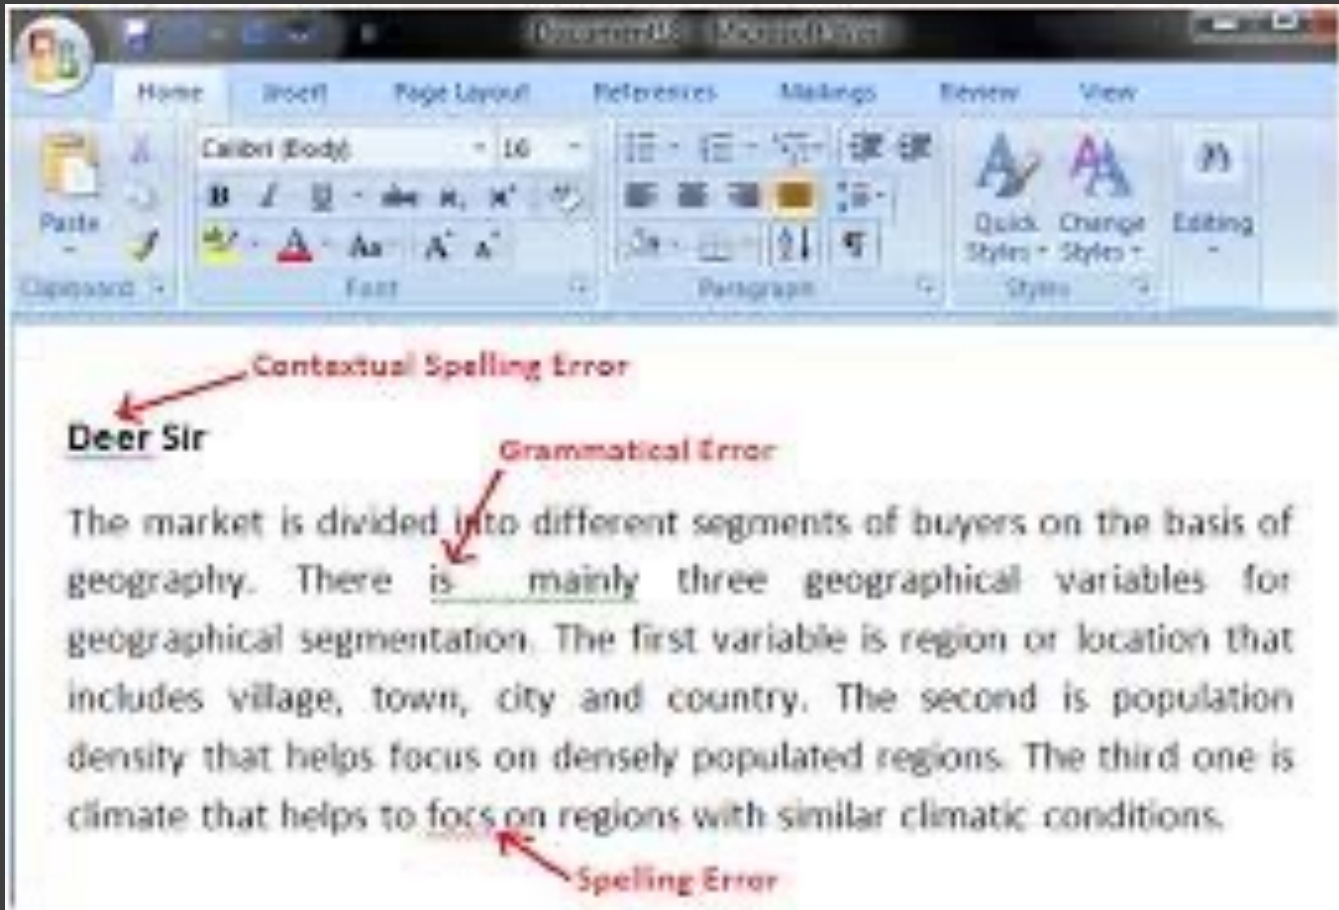 Home Insert Page Layout References Mailings Review View
Calibri (Body) 16
Paste
Quick Styles
Change Styles
Editing
Clipboard Font Paragraph Styles
Contextual Spelling Error
Deer Sir
Grammatical Error
The market is divided into different segments of buyers on the basis of
geography. There is mainly three geographical variables for
geographical segmentation. The first variable is region or location that
includes village, town, city and country. The second is population
density that helps focus on densely populated regions. The third one is
climate that helps to focs on regions with similar climatic conditions.
Spelling Error